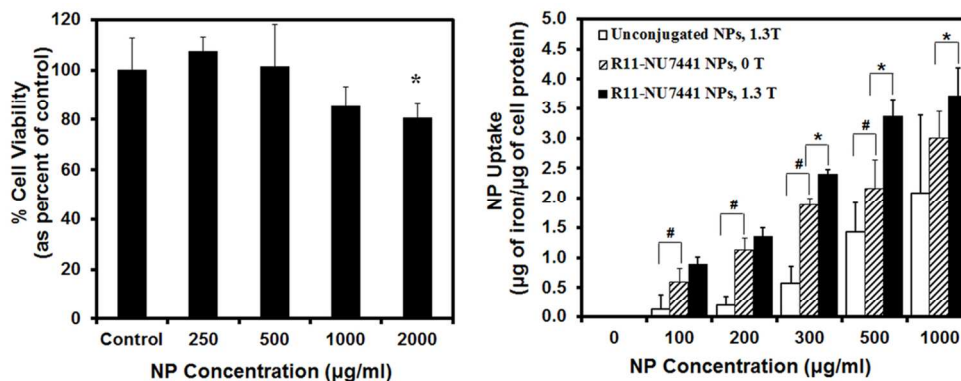 120
100
80
60
40
20
0
% Cell Viability
(as percent of control)
*
Control 250 500 1000 2000
NP Concentration (µg/ml)
5.0
4.5
4.0
3.5
3.0
2.5
2.0
1.5
1.0
0.5
0.0
NP Uptake
(µg of iron/µg of cell protein)
Unconjugated NPs, 1.3T
R11-NU7441 NPs, 0 T
R11-NU7441 NPs, 1.3 T
#
#
#
*
#
*
*
0 100 200 300 500 1000
NP Concentration (µg/ml)